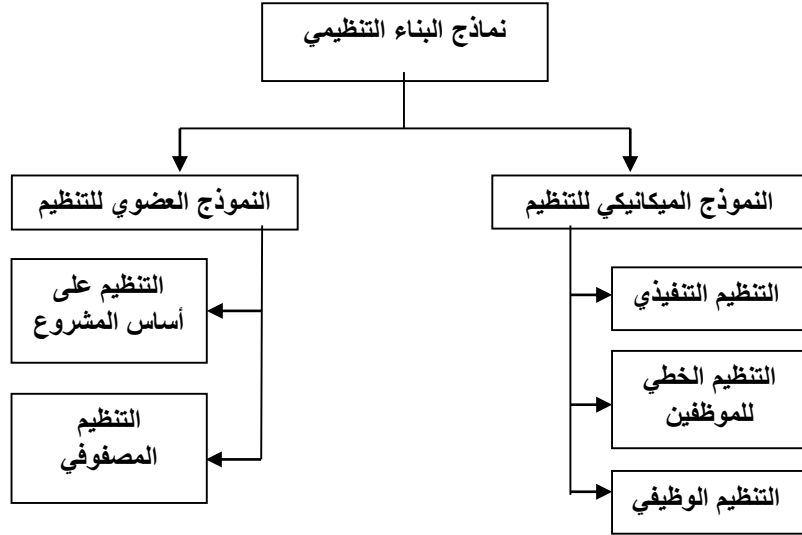 نماذج البناء التنظيمي
النموذج الميكانيكي للتنظيم
النموذج العضوي للتنظيم
التنظيم التنفيذي
التنظيم الخطي
للموظفين
التنظيم الوظيفي
التنظيم على
أساس المشروع
التنظيم
المصفوفي